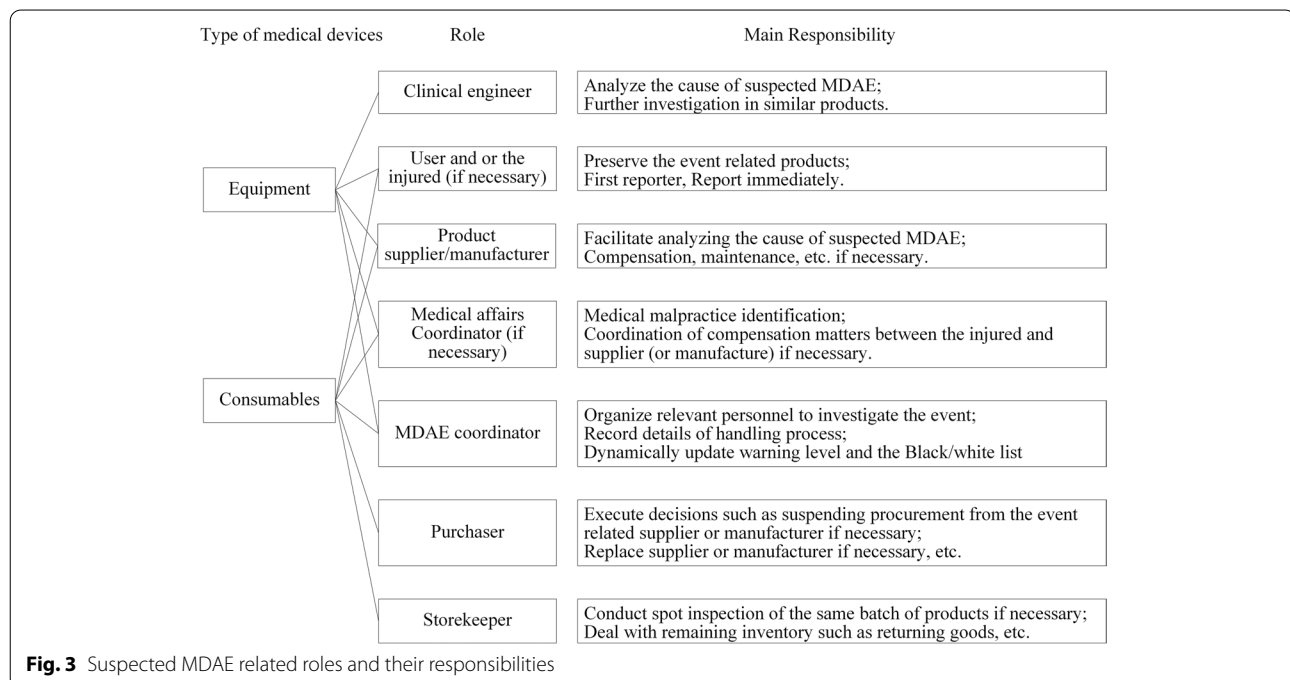 Type of medical devices Role Main Responsibility
Clinical engineer
Analyze the cause of suspected MDAE;
Further investigation in similar products.
User and or the
injured (if necessary)
Preserve the event related products;
First reporter, Report immediately.
Equipment
Product
supplier/manufacturer
Facilitate analyzing the cause of suspected MDAE;
Compensation, maintenance, etc. if necessary.
Medical affairs
Coordinator (if
necessary)
Medical malpractice identification;
Coordination of compensation matters between the injured and
supplier (or manufacture) if necessary.
Consumables
MDAE coordinator
Organize relevant personnel to investigate the event;
Record details of handling process;
Dynamically update warning level and the Black/white list
Purchaser
Execute decisions such as suspending procurement from the event
related supplier or manufacturer if necessary;
Replace supplier or manufacturer if necessary, etc.
Storekeeper
Conduct spot inspection of the same batch of products if necessary;
Deal with remaining inventory such as returning goods, etc.
Fig. 3 Suspected MDAE related roles and their responsibilities